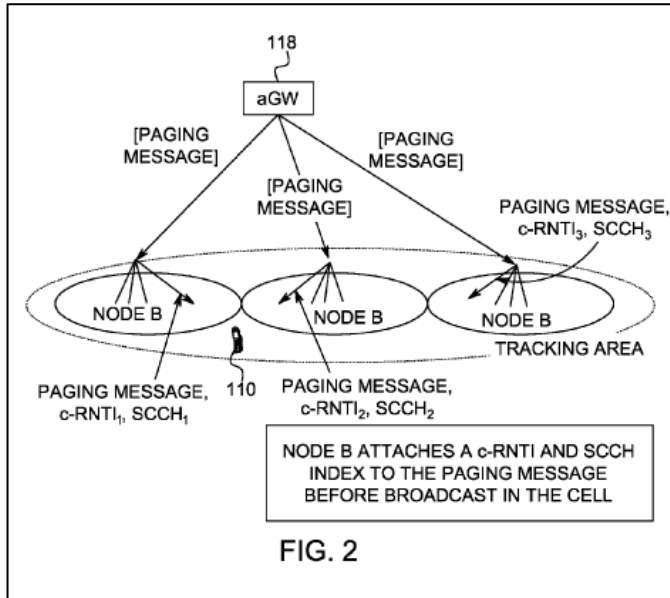 118
aGW
[PAGING
MESSAGE]
[PAGING
MESSAGE]
[PAGING
MESSAGE]
PAGING MESSAGE,
c-RNTI₃, SCCH₃
NODE B
NODE B
NODE B
TRACKING AREA
PAGING MESSAGE,
c-RNTI₁, SCCH₁
110
PAGING MESSAGE,
c-RNTI₂, SCCH₂
NODE B ATTACHES A c-RNTI AND SCCH
INDEX TO THE PAGING MESSAGE
BEFORE BROADCAST IN THE CELL
FIG. 2